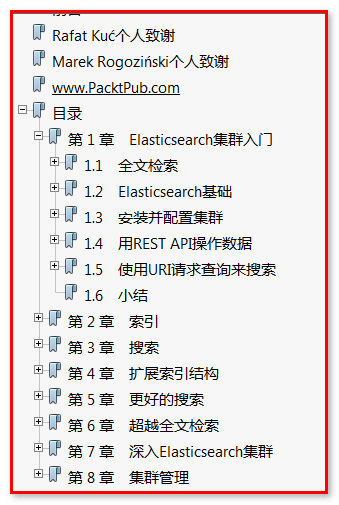 Rafat Kuć个人致谢
Marek Rogoziński个人致谢
www.PacktPub.com
目录
第 1 章 Elasticsearch集群入门
1.1 全文检索
1.2 Elasticsearch基础
1.3 安装并配置集群
1.4 用REST API操作数据
1.5 使用URI请求查询来搜索
1.6 小结
第 2 章 索引
第 3 章 搜索
第 4 章 扩展索引结构
第 5 章 更好的搜索
第 6 章 超越全文检索
第 7 章 深入Elasticsearch集群
第 8 章 集群管理